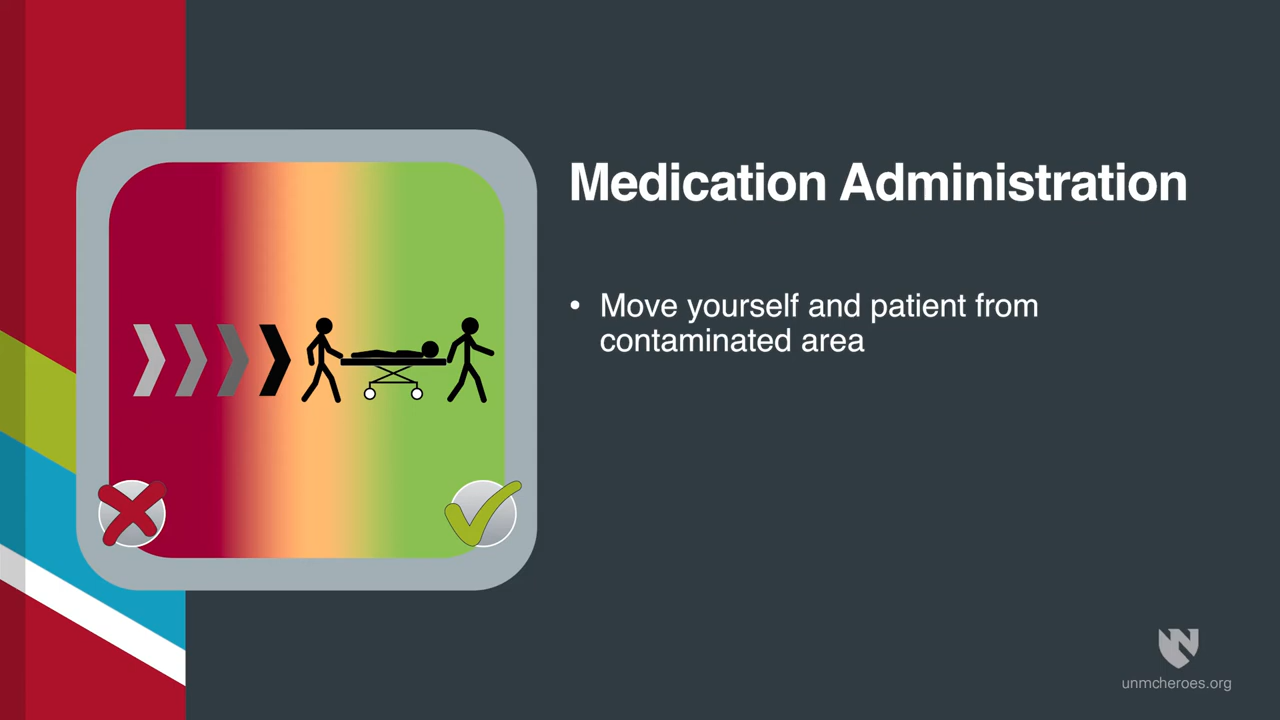 Medication Administration
• Move yourself and patient from
contaminated area
unmcheroes.org